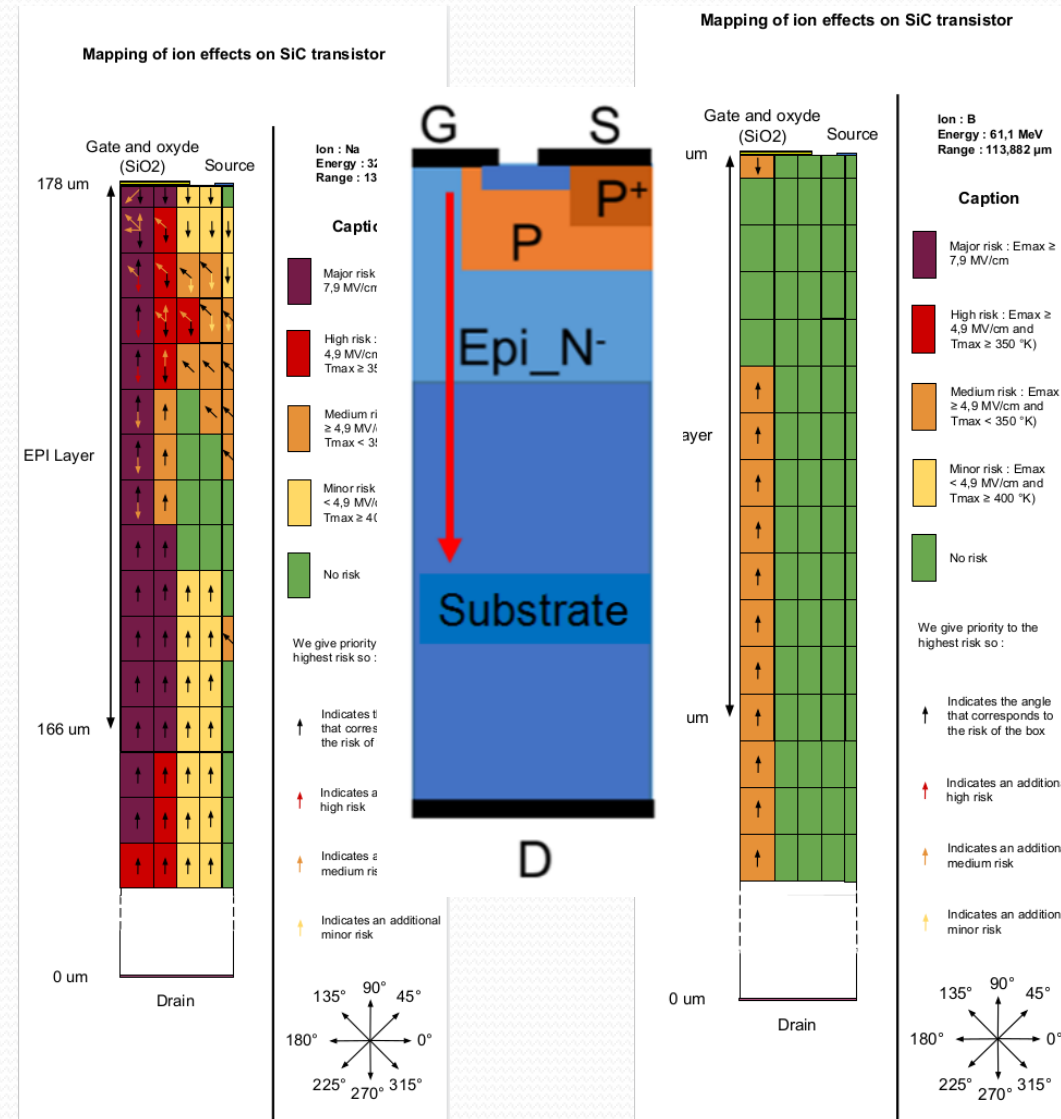 Mapping of ion effects on SiC transistor
Gate and oxyde
(SiO2)
Source
178 um
EPI Layer
166 um
0 um
Drain
Ion : Na
Energy : 32
Range : 13
Caption
Major risk
7,9 MV/cm
High risk :
4,9 MV/cm
Tmax ≥ 35
Medium ri
≥ 4,9 MV/
Tmax < 35
Minor risk
< 4,9 MV/
Tmax ≥ 40
No risk
We give priority
highest risk so :
Indicates t
that corres
the risk of
Indicates a
high risk
Indicates a
medium ris
Indicates an additional
minor risk
90°
135°
45°
180°
0°
225°
315°
270°
G
S
P+
P
Epi_N-
Substrate
D
Mapping of ion effects on SiC transistor
Gate and oxyde
(SiO2)
Source
um
ayer
um
0 um
Drain
Ion : B
Energy : 61,1 MeV
Range : 113,882 µm
Caption
Major risk : Emax ≥
7,9 MV/cm
High risk : Emax ≥
4,9 MV/cm and
Tmax ≥ 350 °K)
Medium risk : Emax
≥ 4,9 MV/cm and
Tmax < 350 °K)
Minor risk : Emax
< 4,9 MV/cm and
Tmax ≥ 400 °K)
No risk
We give priority to the
highest risk so :
Indicates the angle
that corresponds to
the risk of the box
Indicates an addition
high risk
Indicates an addition
medium risk
Indicates an addition
minor risk
90°
135°
45°
180°
0°
225°
315°
270°